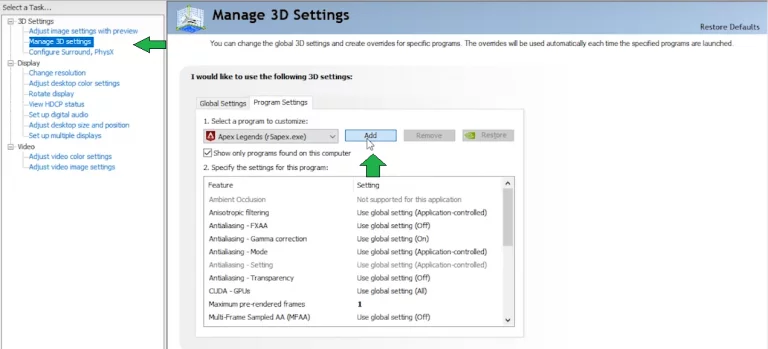 Select a Task...
3D Settings
Adjust image settings with preview
Manage 3D settings
Configure Surround, PhysX
Display
Change resolution
Adjust desktop color settings
Rotate display
View HDCP status
Set up digital audio
Adjust desktop size and position
Set up multiple displays
Video
Adjust video color settings
Adjust video image settings
Manage 3D Settings
Restore Defaults
You can change the global 3D settings and create overrides for specific programs. The overrides will be used automatically each time the specified programs are launched.
I would like to use the following 3D settings:
Global Settings Program Settings
1. Select a program to customize:
Apex Legends (r5apex.exe) Add Remove Restore
Show only programs found on this computer
2. Specify the settings for this program:
Feature Setting
Ambient Occlusion Not supported for this application
Anisotropic filtering Use global setting (Application-controlled)
Antialiasing - FXAA Use global setting (Off)
Antialiasing - Gamma correction Use global setting (On)
Antialiasing - Mode Use global setting (Application-controlled)
Antialiasing - Setting Use global setting (Application-controlled)
Antialiasing - Transparency Use global setting (Off)
CUDA - GPUs Use global setting (All)
Maximum pre-rendered frames 1
Multi-Frame Sampled AA (MFAA) Use global setting (Off)